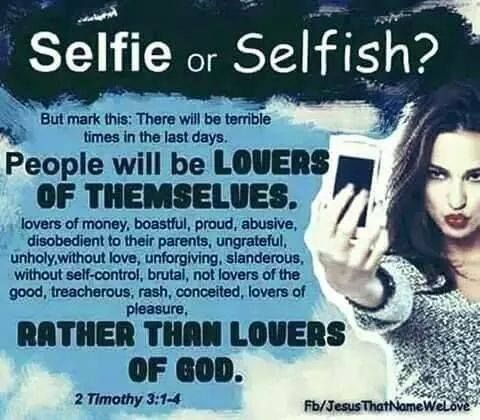 Selfie or Selfish?
But mark this: There will be terrible
times in the last days.
People will be LOVERS
OF THEMSELVES,
lovers of money, boastful, proud, abusive,
disobedient to their parents, ungrateful,
unholy,without love, unforgiving, slanderous,
without self-control, brutal, not lovers of the
good, treacherous, rash, conceited, lovers of
pleasure,
RATHER THAN LOVERS
OF GOD.
2 Timothy 3:1-4
Fb/JesusThatNameWeLove